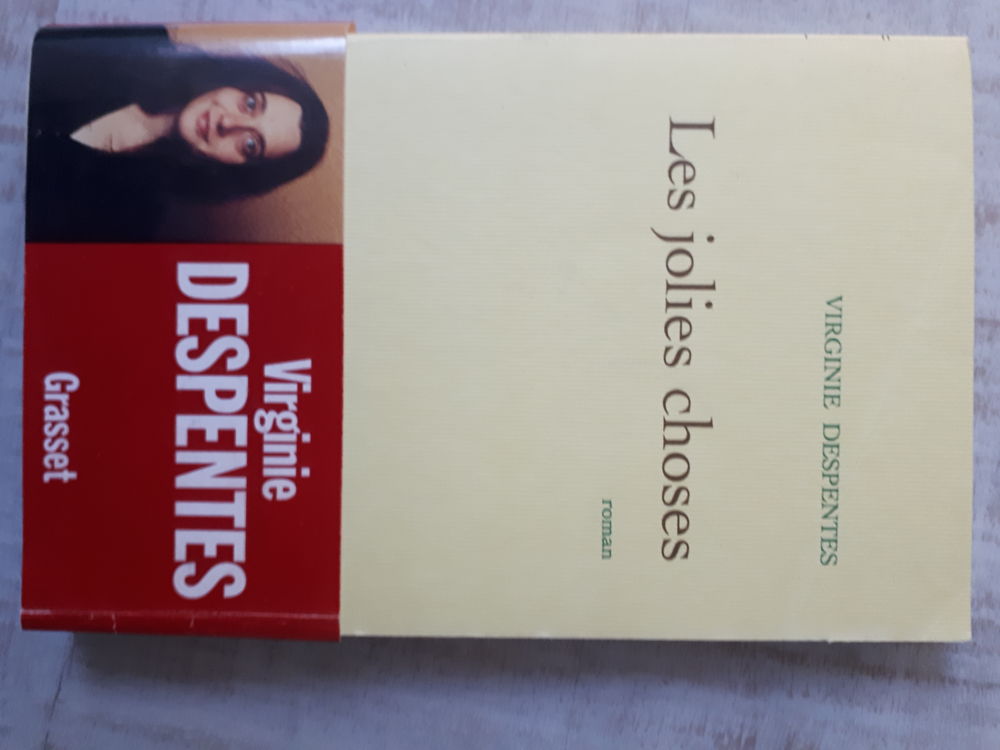 VIRGINIE DESPENTES
Les jolies choses
roman
Virginie
DESPENTES
Grasset